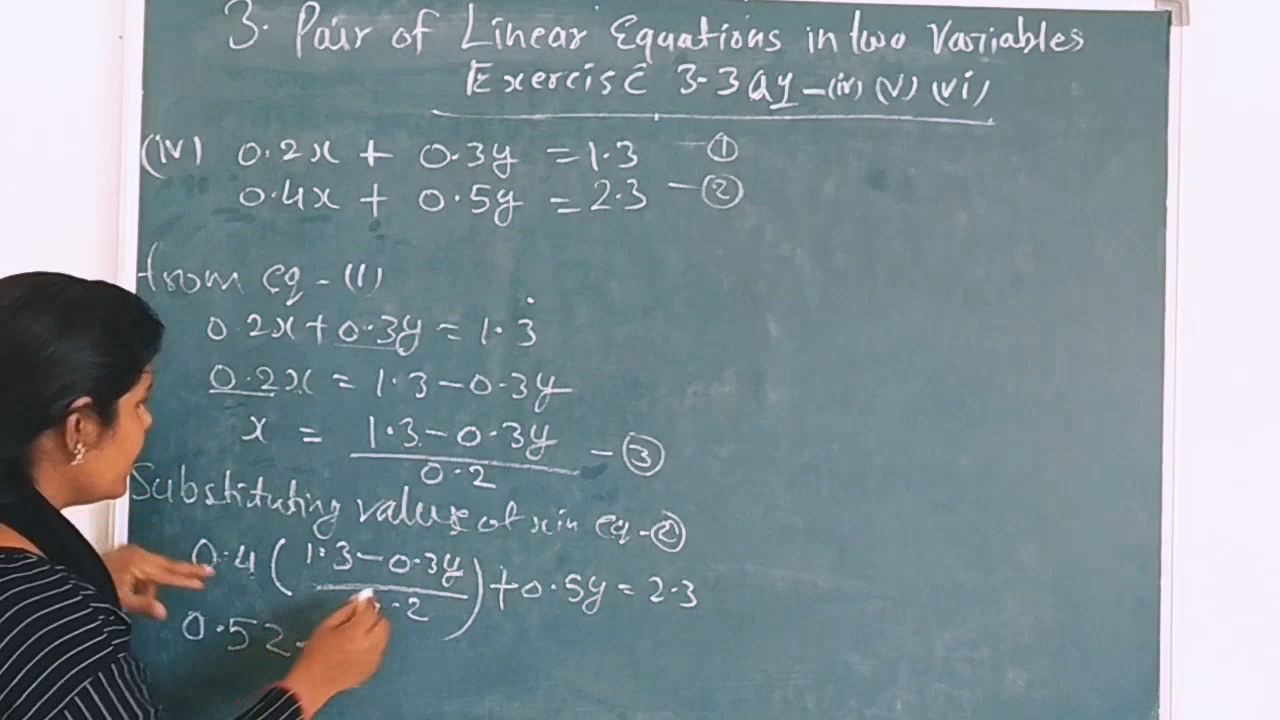 3. Pair of Linear Equations in two Variables
Exercise 3.3 Q1 - (iv) (v) (vi)
(iv) 0.2x + 0.3y = 1.3 - ①
0.4x + 0.5y = 2.3 - ②
from eq - (1)
0.2x + 0.3y = 1.3
0.2x = 1.3 - 0.3y
x = 1.3 - 0.3y / 0.2 - ③
Substituting value of x in eq - ②
0.4 ( 1.3 - 0.3y / .2 ) + 0.5y = 2.3
0.52 -